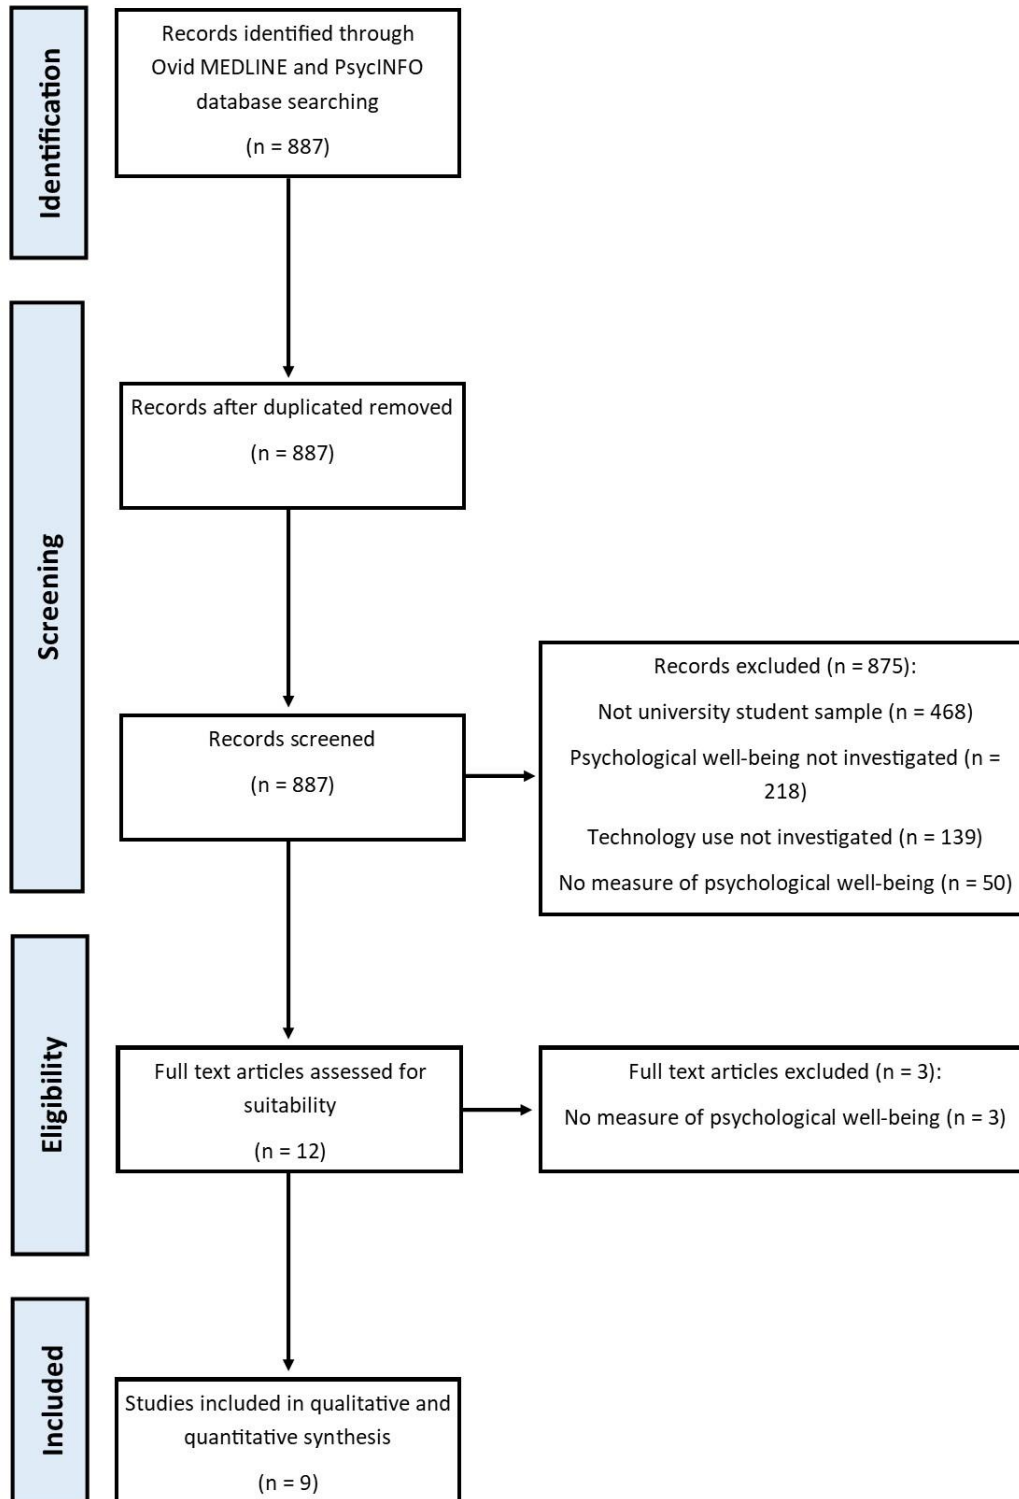 Identification
Records identified through
Ovid MEDLINE and PsycINFO
database searching
(n = 887)
Screening
Records after duplicated removed
(n = 887)
Records screened
(n = 887)
Records excluded (n = 875):
Not university student sample (n = 468)
Psychological well-being not investigated (n =
218)
Technology use not investigated (n = 139)
No measure of psychological well-being (n = 50)
Eligibility
Full text articles assessed for
suitability
(n = 12)
Full text articles excluded (n = 3):
No measure of psychological well-being (n = 3)
Included
Studies included in qualitative and
quantitative synthesis
(n = 9)